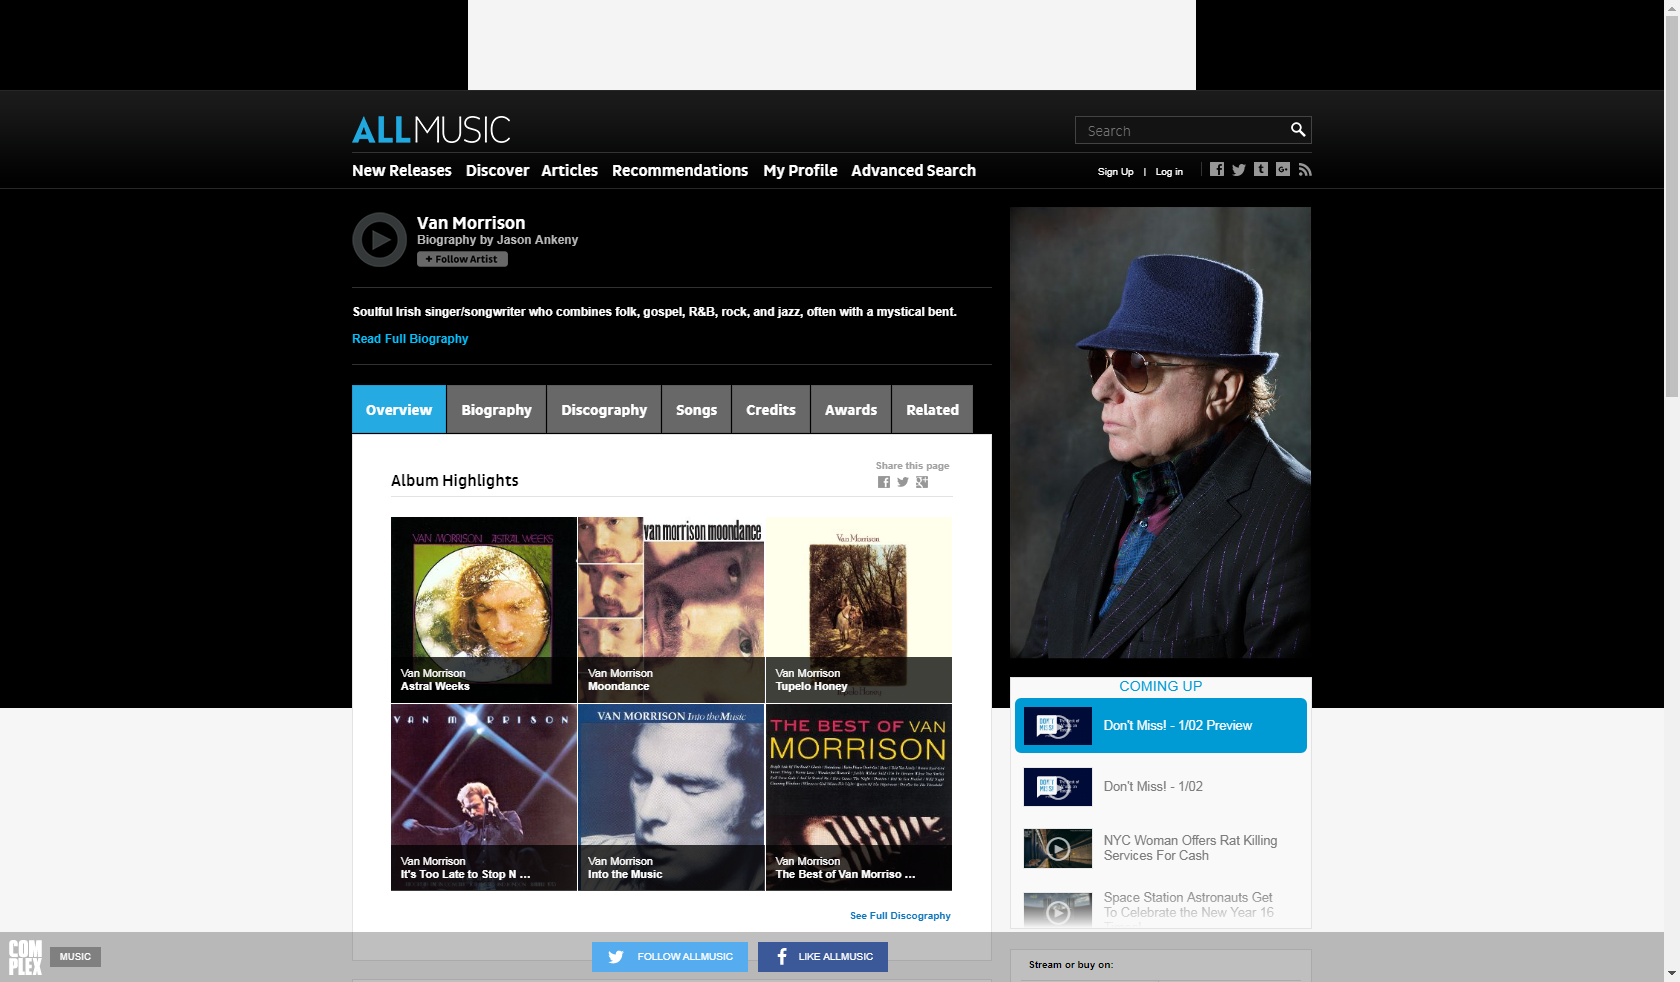 ALLMUSIC
Search
New Releases Discover Articles Recommendations My Profile Advanced Search
Sign Up | Log in
Van Morrison
Biography by Jason Ankeny
+ Follow Artist
Soulful Irish singer/songwriter who combines folk, gospel, R&B, rock, and jazz, often with a mystical bent.
Read Full Biography
Overview Biography Discography Songs Credits Awards Related
Share this page
Album Highlights
VAN MORRISON ASTRAL WEEKS
van morrison moondance
Van Morrison
Tupelo Honey
Van Morrison
Astral Weeks
Van Morrison
Moondance
Van Morrison
Tupelo Honey
VAN MORRISON
VAN MORRISON Into the Music
THE BEST OF VAN
MORRISON
Van Morrison
It's Too Late to Stop N ...
Van Morrison
Into the Music
Van Morrison
The Best of Van Morriso ...
See Full Discography
COMING UP
DON'T
MISS!
Don't Miss! - 1/02 Preview
DON'T
MISS!
Don't Miss! - 1/02
NYC Woman Offers Rat Killing
Services For Cash
Space Station Astronauts Get
To Celebrate the New Year 16
Stream or buy on:
COM
PLEX
MUSIC
FOLLOW ALLMUSIC
LIKE ALLMUSIC